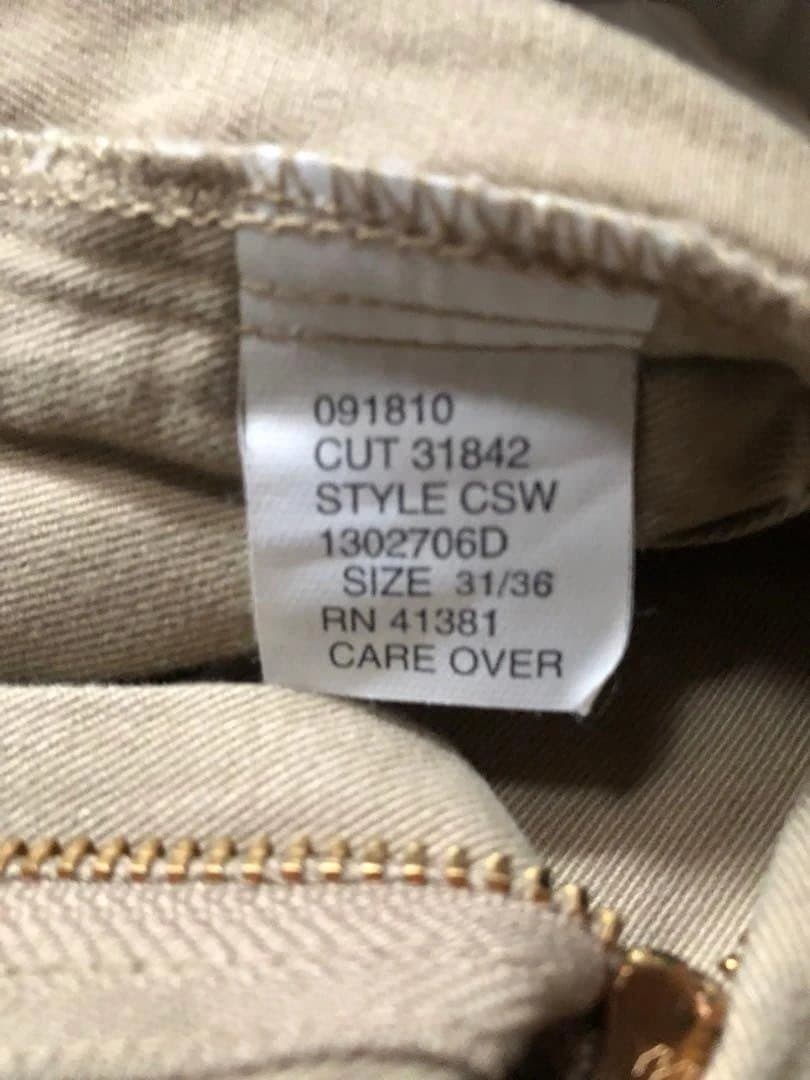 091810
CUT 31842
STYLE CSW
1302706D
SIZE 31/36
RN 41381
CARE OVER